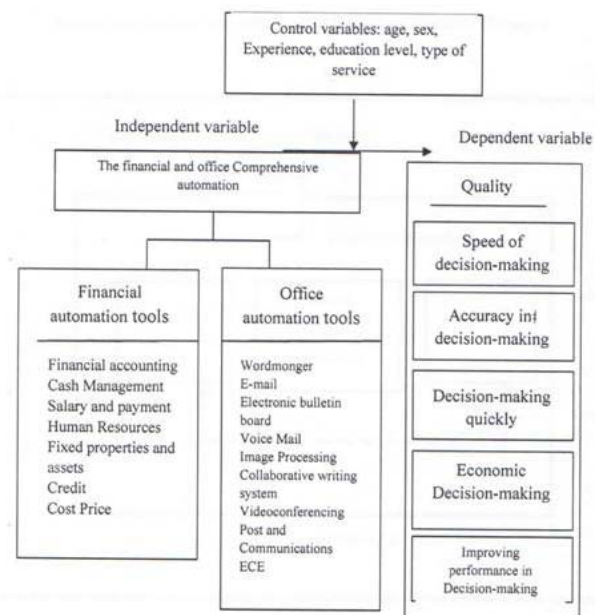 Control variables: age, sex,
Experience, education level, type of
service
Independent variable
Dependent variable
The financial and office Comprehensive
automation
Financial
automation tools
Financial accounting
Cash Management
Salary and payment
Human Resources
Fixed properties and
assets
Credit
Cost Price
Office
automation tools
Wordmonger
E-mail
Electronic bulletin
board
Voice Mail
Image Processing
Collaborative writing
system
Videoconferencing
Post and
Communications
ECE
Quality
Speed of
decision-making
Accuracy in
decision-making
Decision-making
quickly
Economic
Decision-making
Improving
performance in
Decision-making